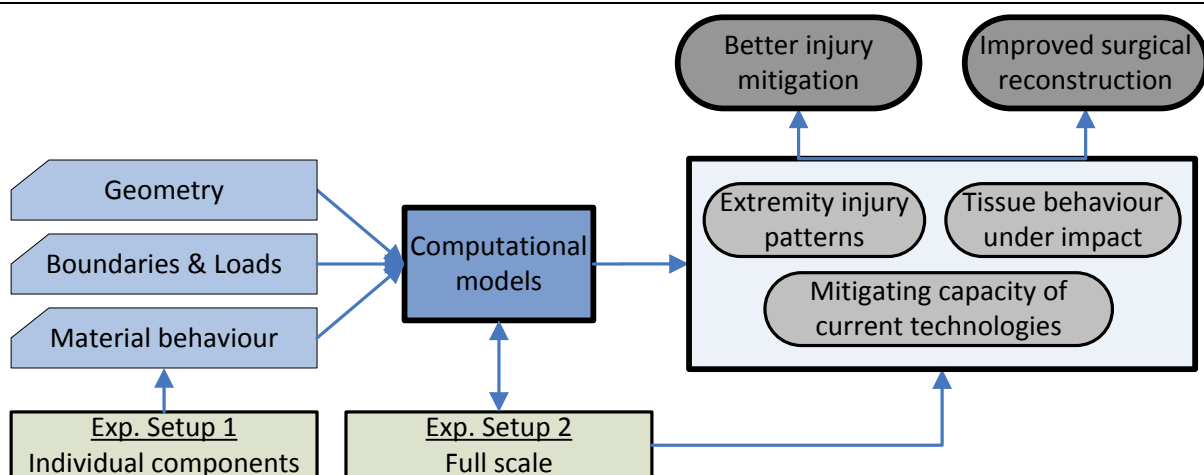 Better injury
mitigation
Improved surgical
reconstruction
Geometry
Boundaries & Loads
Material behaviour
Computational
models
Extremity injury
patterns
Tissue behaviour
under impact
Mitigating capacity of
current technologies
Exp. Setup 1
Individual components
Exp. Setup 2
Full scale